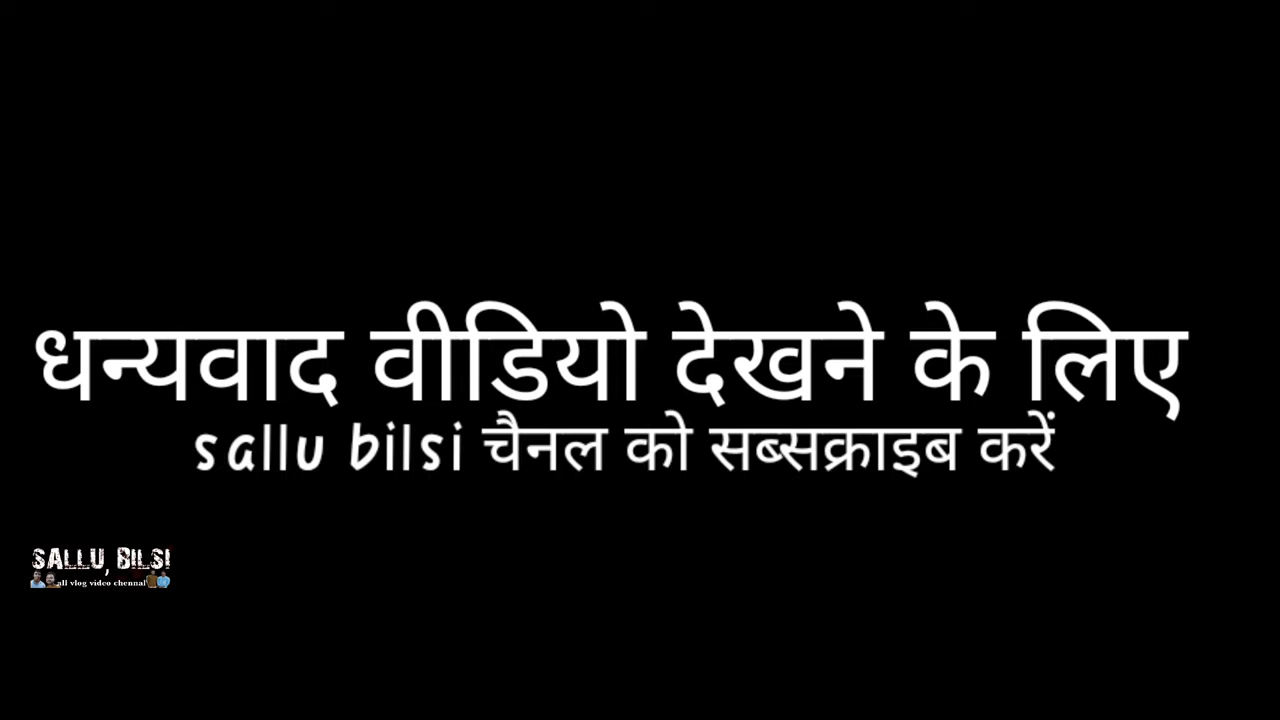 धन्यवाद वीडियो देखने के लिए
sallu bilsi चैनल को सब्सक्राइब करें
SALLU, BILSI
all vlog video chennal